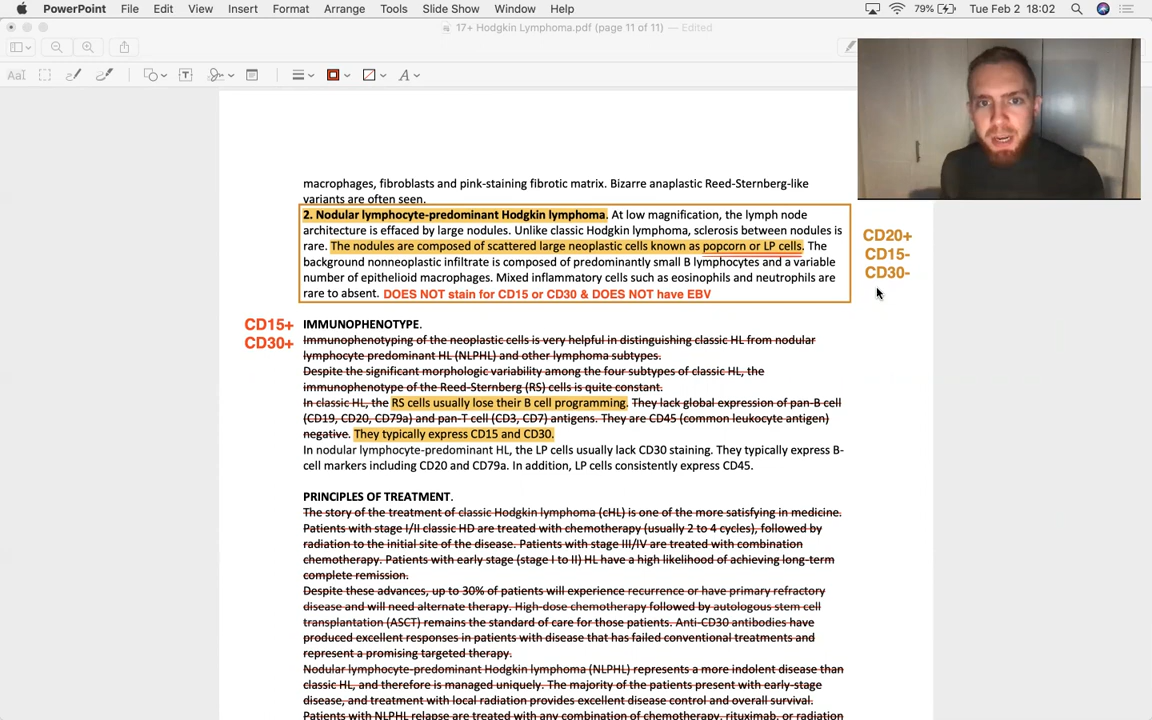 PowerPoint File Edit View Insert Format Arrange Tools Slide Show Window Help 79% Tue Feb 2 18:02
17+ Hodgkin Lymphoma.pdf (page 11 of 11) — Edited
macrophages, fibroblasts and pink-staining fibrotic matrix. Bizarre anaplastic Reed-Sternberg-like
variants are often seen.
2. Nodular lymphocyte-predominant Hodgkin lymphoma. At low magnification, the lymph node
architecture is effaced by large nodules. Unlike classic Hodgkin lymphoma, sclerosis between nodules is
rare. The nodules are composed of scattered large neoplastic cells known as popcorn or LP cells. The
background nonneoplastic infiltrate is composed of predominantly small B lymphocytes and a variable
number of epithelioid macrophages. Mixed inflammatory cells such as eosinophils and neutrophils are
rare to absent. DOES NOT stain for CD15 or CD30 & DOES NOT have EBV
CD20+
CD15-
CD30-
CD15+
CD30+
IMMUNOPHENOTYPE.
Immunophenotyping of the neoplastic cells is very helpful in distinguishing classic HL from nodular
lymphocyte predominant HL (NLPHL) and other lymphoma subtypes.
Despite the significant morphologic variability among the four subtypes of classic HL, the
immunophenotype of the Reed-Sternberg (RS) cells is quite constant.
In classic HL, the RS cells usually lose their B cell programming. They lack global expression of pan-B cell
(CD19, CD20, CD79a) and pan-T cell (CD3, CD7) antigens. They are CD45 (common leukocyte antigen)
negative. They typically express CD15 and CD30.
In nodular lymphocyte-predominant HL, the LP cells usually lack CD30 staining. They typically express B-
cell markers including CD20 and CD79a. In addition, LP cells consistently express CD45.
PRINCIPLES OF TREATMENT.
The story of the treatment of classic Hodgkin lymphoma (cHL) is one of the more satisfying in medicine.
Patients with stage I/II classic HD are treated with chemotherapy (usually 2 to 4 cycles), followed by
radiation to the initial site of the disease. Patients with stage III/IV are treated with combination
chemotherapy. Patients with early stage (stage I to II) HL have a high likelihood of achieving long-term
complete remission.
Despite these advances, up to 30% of patients will experience recurrence or have primary refractory
disease and will need alternate therapy. High-dose chemotherapy followed by autologous stem cell
transplantation (ASCT) remains the standard of care for those patients. Anti-CD30 antibodies have
produced excellent responses in patients with disease that has failed conventional treatments and
represent a promising targeted therapy.
Nodular lymphocyte-predominant Hodgkin lymphoma (NLPHL) represents a more indolent disease than
classic HL, and therefore is managed uniquely. The majority of the patients present with early-stage
disease, and treatment with local radiation provides excellent disease control and overall survival.
Patients with NLPHL relapse are treated with any combination of chemotherapy, rituximab, or radiation